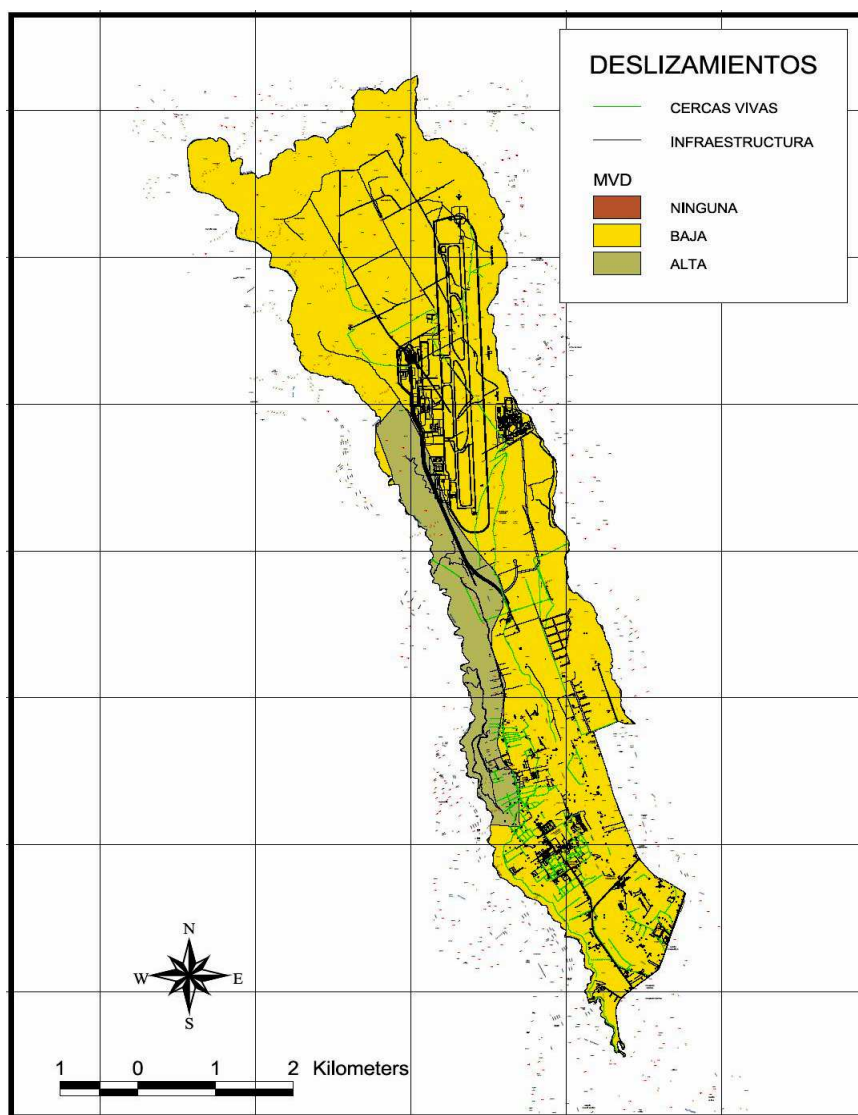 DESLIZAMIENTOS
CERCAS VIVAS
INFRAESTRUCTURA
MVD
NINGUNA
BAJA
ALTA
N
W E
S
1 0 1 2 Kilometers